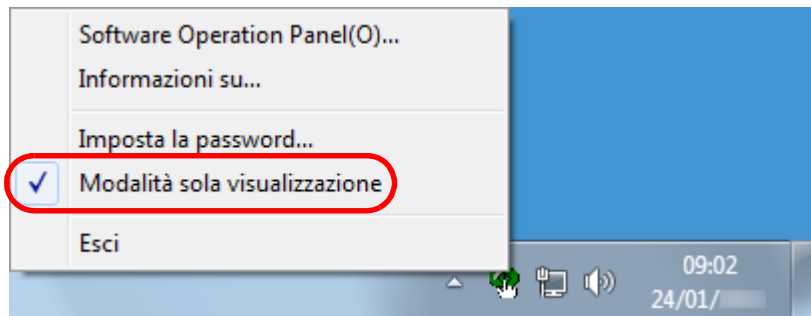 Software Operation Panel(O)...
Informazioni su...
Imposta la password...
Modalità sola visualizzazione
Esci
09:02
24/01/